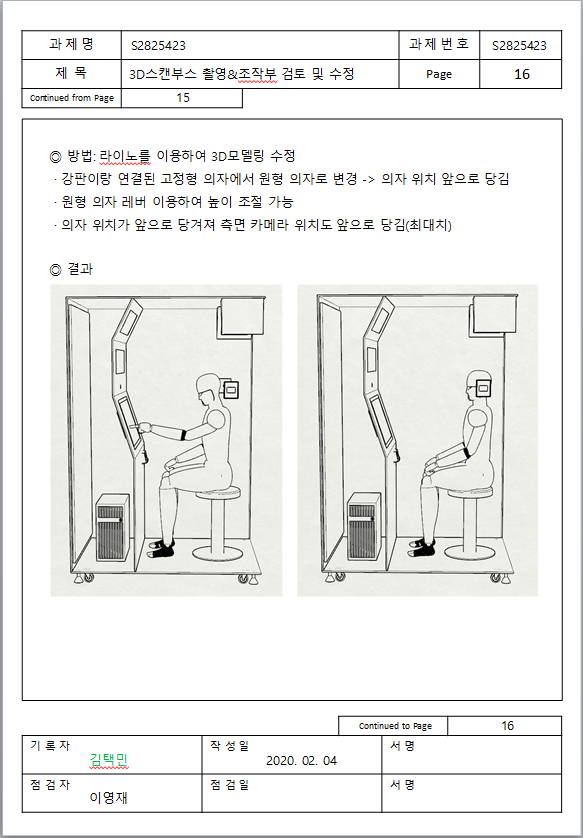 과 제 명 S2825423 과 제 번 호 S2825423
제 목 3D스캔부스 촬영&조작부 검토 및 수정 Page 16
Continued from Page 15
◎ 방법: 라이노를 이용하여 3D모델링 수정
· 강판이랑 연결된 고정형 의자에서 원형 의자로 변경 -> 의자 위치 앞으로 당김
· 원형 의자 레버 이용하여 높이 조절 가능
· 의자 위치가 앞으로 당겨져 측면 카메라 위치도 앞으로 당김(최대치)
◎ 결과
Continued to Page 16
기 록 자 작 성 일 서 명
김택민 2020. 02. 04
점 검 자 점 검 일 서 명
이영재